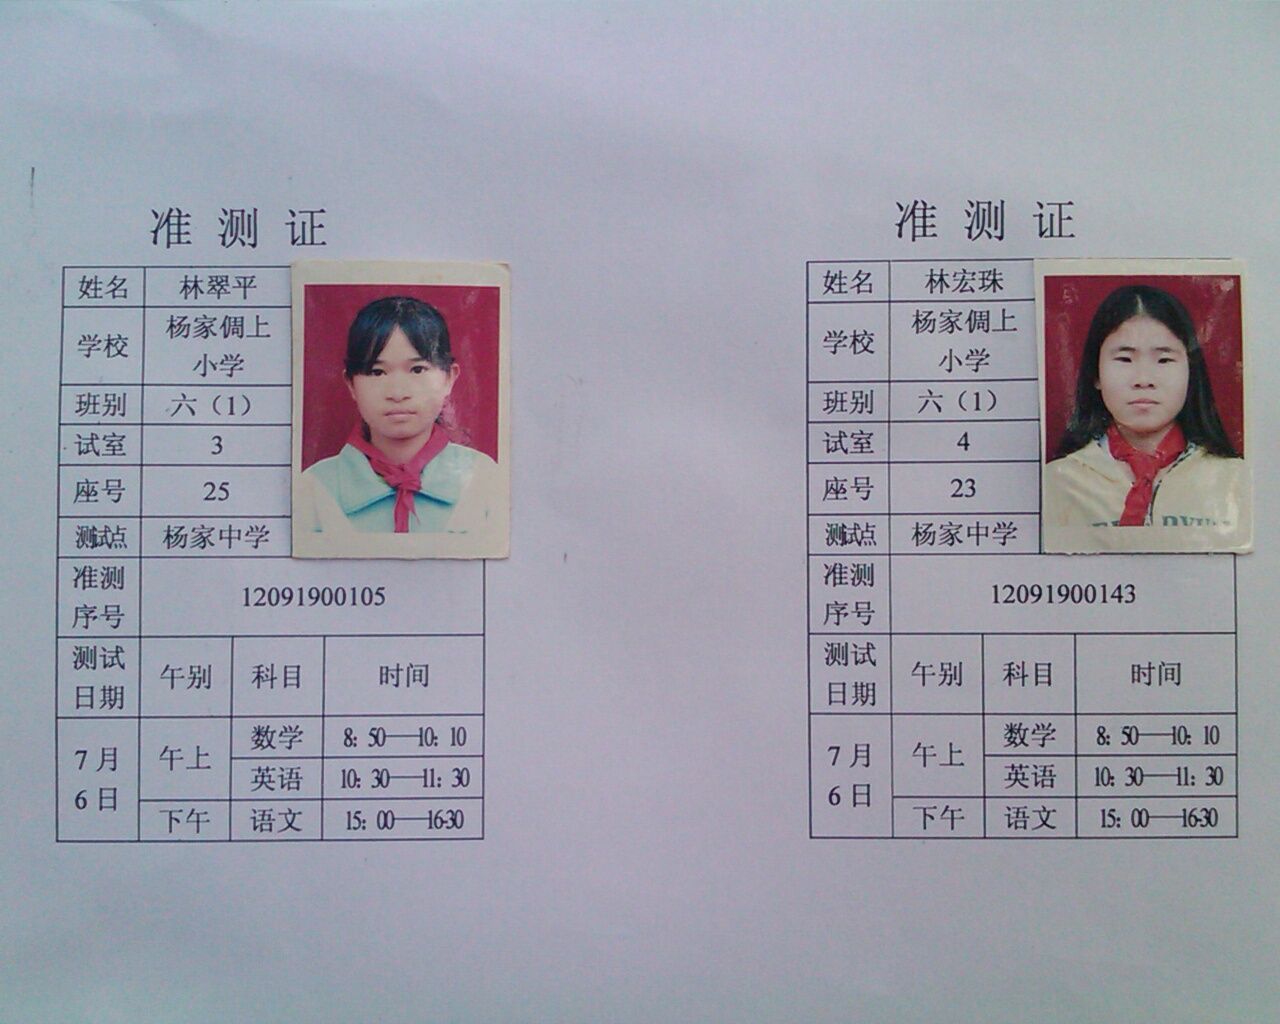 准测证
姓名 林翠平
学校 杨家倜上
小学
班别 六（1）
试室 3
座号 25
测试点 杨家中学
准测
序号 12091900105
测试
日期 午别 科目 时间
7月
6日 午上 数学 8：50——10：10
英语 10：30——11：30
下午 语文 15：00——16-30
准测证
姓名 林宏珠
学校 杨家倜上
小学
班别 六（1）
试室 4
座号 23
测试点 杨家中学
准测
序号 12091900143
测试
日期 午别 科目 时间
7月
6日 午上 数学 8：50——10：10
英语 10：30——11：30
下午 语文 15：00——16-30